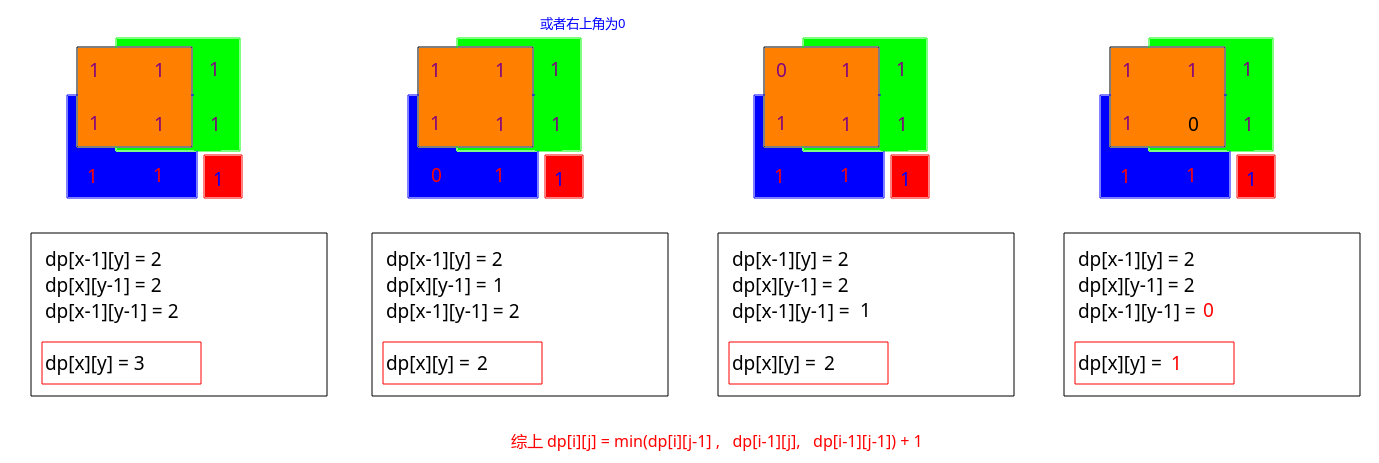 或者右上角为0
1 1 1
1 1 1
1 1 1
dp[x-1][y] = 2
dp[x][y-1] = 2
dp[x-1][y-1] = 2
dp[x][y] = 3
1 1 1
1 1 1
0 1 1
dp[x-1][y] = 2
dp[x][y-1] = 1
dp[x-1][y-1] = 2
dp[x][y] = 2
0 1 1
1 1 1
1 1 1
dp[x-1][y] = 2
dp[x][y-1] = 2
dp[x-1][y-1] = 1
dp[x][y] = 2
1 1 1
1 0 1
1 1 1
dp[x-1][y] = 2
dp[x][y-1] = 2
dp[x-1][y-1] = 0
dp[x][y] = 1
综上 dp[i][j] = min(dp[i][j-1] , dp[i-1][j], dp[i-1][j-1]) + 1